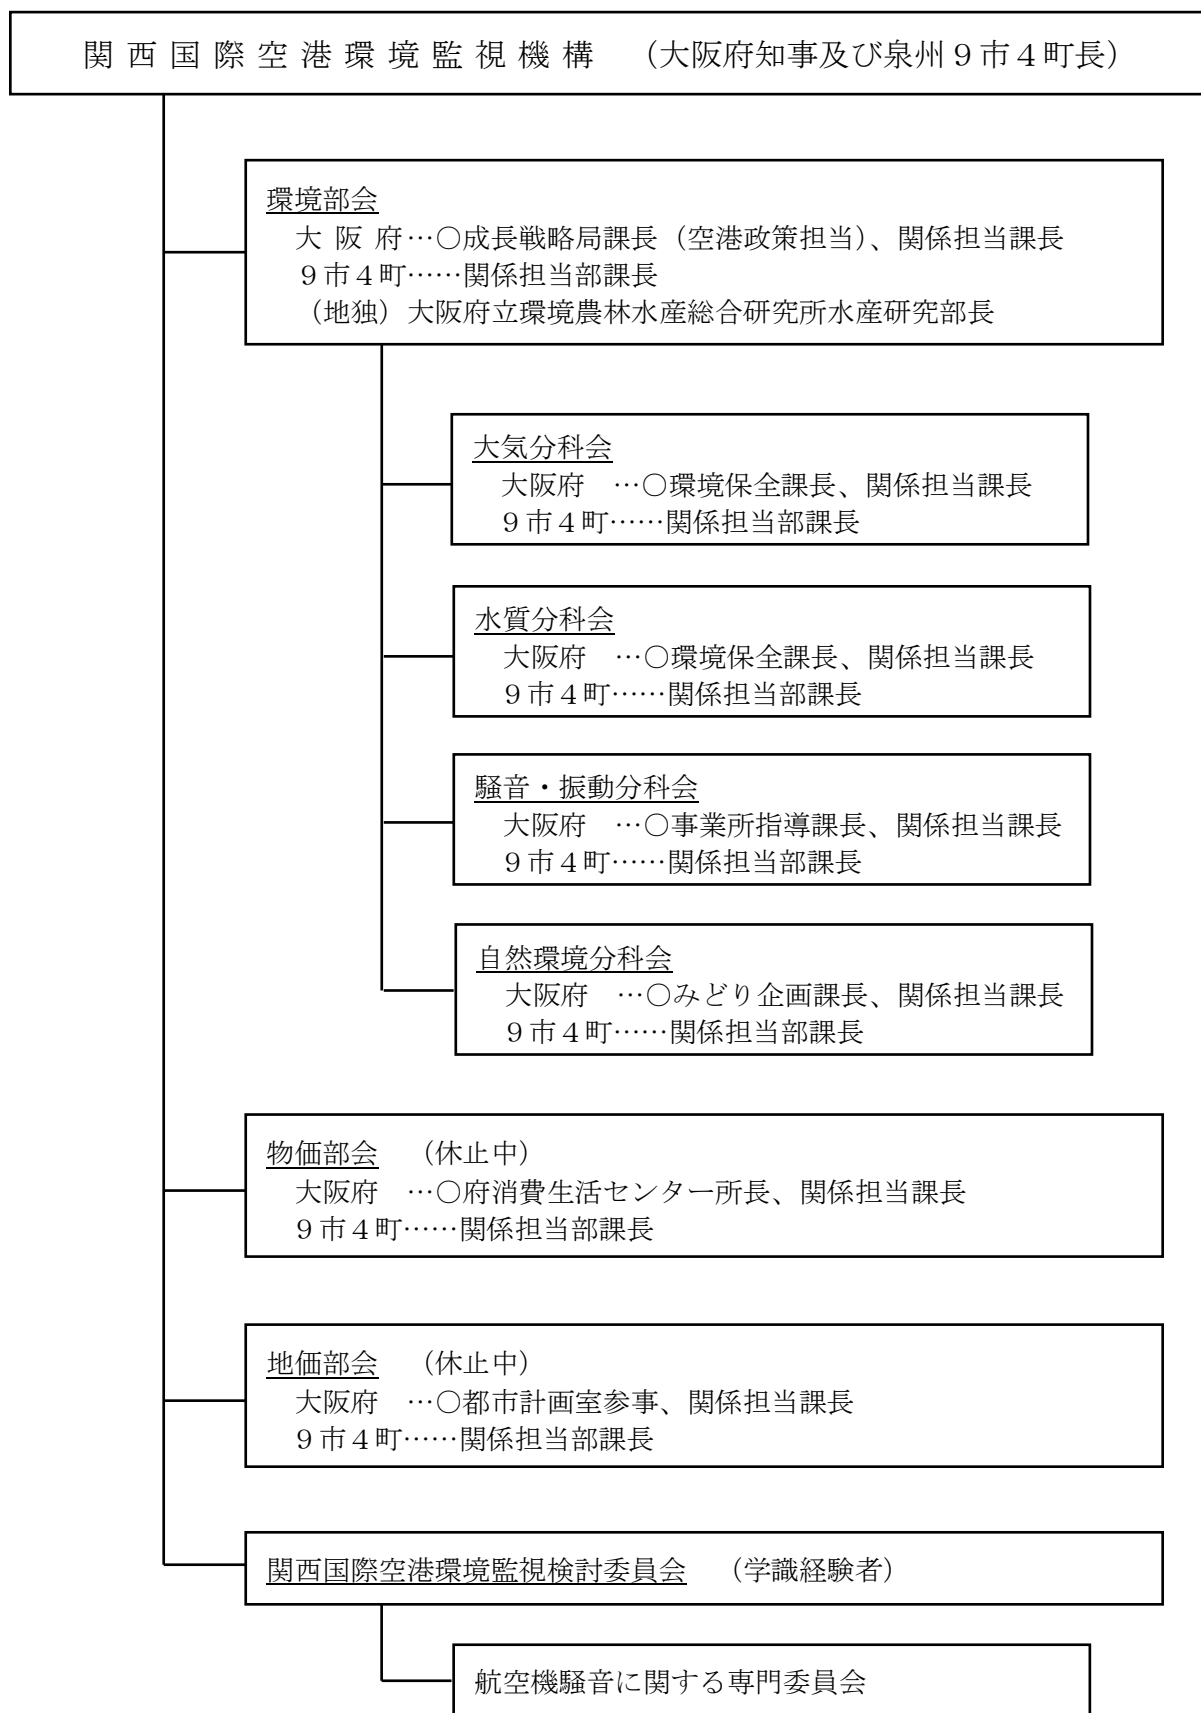 関西国際空港環境監視機構　（大阪府知事及び泉州９市４町長）
環境部会
大阪府…○成長戦略局課長（空港政策担当）、関係担当課長
９市４町……関係担当部課長
（地独）大阪府立環境農林水産総合研究所水産研究部長
大気分科会
大阪府　…○環境保全課長、関係担当課長
９市４町……関係担当部課長
水質分科会
大阪府　…○環境保全課長、関係担当課長
９市４町……関係担当部課長
騒音・振動分科会
大阪府　…○事業所指導課長、関係担当課長
９市４町……関係担当部課長
自然環境分科会
大阪府　…○みどり企画課長、関係担当課長
９市４町……関係担当部課長
物価部会　（休止中）
大阪府　…○府消費生活センター所長、関係担当課長
９市４町……関係担当部課長
地価部会　（休止中）
大阪府　…○都市計画室参事、関係担当課長
９市４町……関係担当部課長
関西国際空港環境監視検討委員会　（学識経験者）
航空機騒音に関する専門委員会